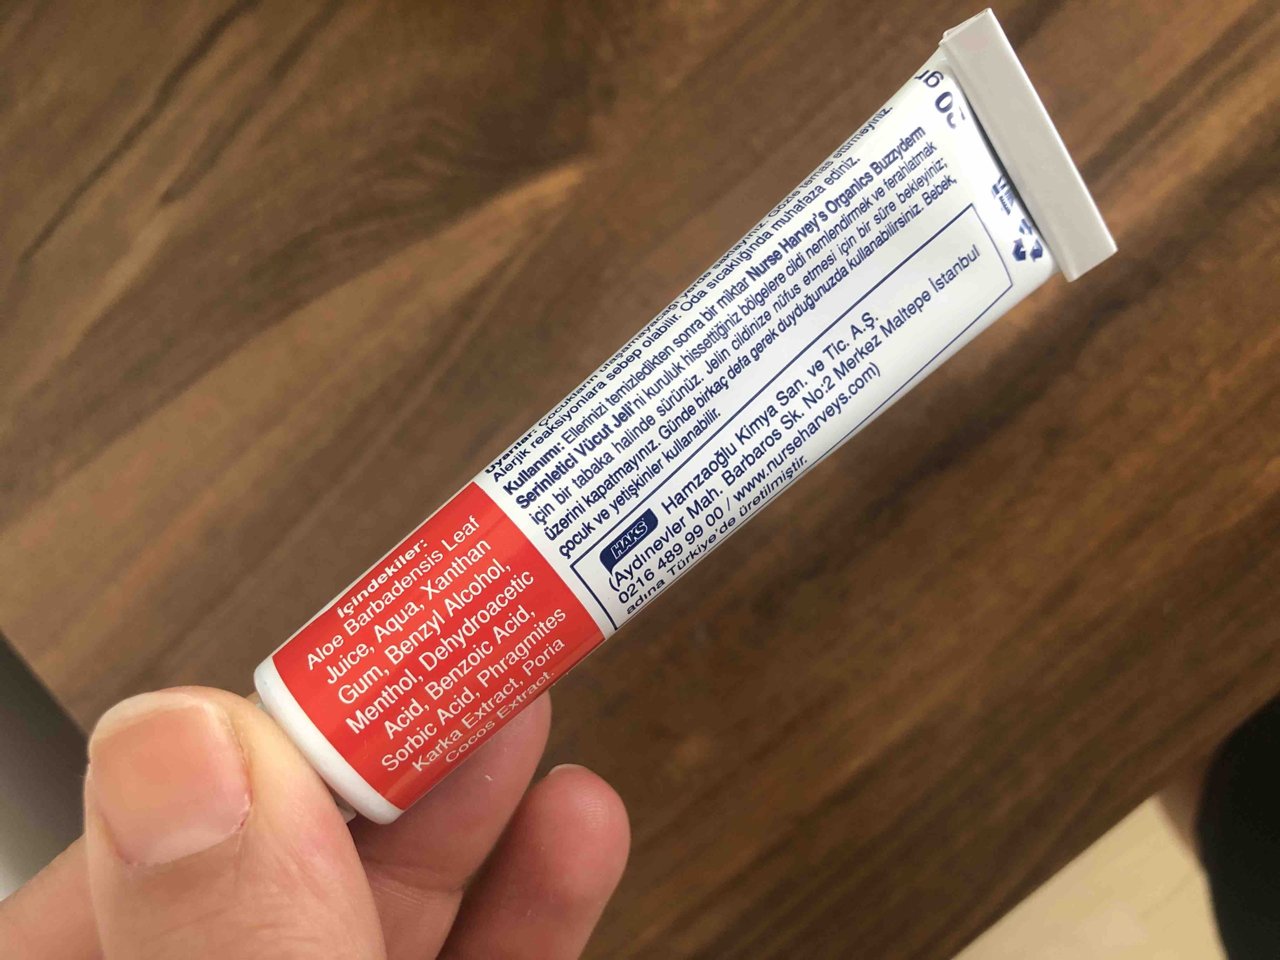 İçindekiler:
Aloe Barbadensis Leaf
Juice, Aqua, Xanthan
Gum, Benzyl Alcohol,
Menthol, Dehydroacetic
Acid, Benzoic Acid,
Sorbic Acid, Phragmites
Karka Extract, Poria
Cocos Extract.
Uyarılar: Çocukların ulaşamayacağı yerde saklayınız. Gözle temas ettirmeyiniz.
Alerjik reaksiyonlara sebep olabilir. Oda sıcaklığında muhafaza ediniz.
Kullanımı: Ellerinizi temizledikten sonra bir miktar Nurse Harvey's Organics Buzzyderm
Serinletici Vücut Jeli'ni kuruluk hissettiğiniz bölgelere cildi nemlendirmek ve ferahlatmak
için bir tabaka halinde sürünüz. Jelin cildinize nüfus etmesi için bir süre bekleyiniz;
üzerini kapatmayınız. Günde birkaç defa gerek duyduğunuzda kullanabilirsiniz. Bebek,
çocuk ve yetişkinler kullanabilir.
HAKS Hamzaoğlu Kimya San. ve Tic. A.Ş.
(Aydınevler Mah. Barbaros Sk. No:2 Merkez Maltepe İstanbul
0216 489 99 00 / www.nurseharveys.com)
adına Türkiye'de üretilmiştir.